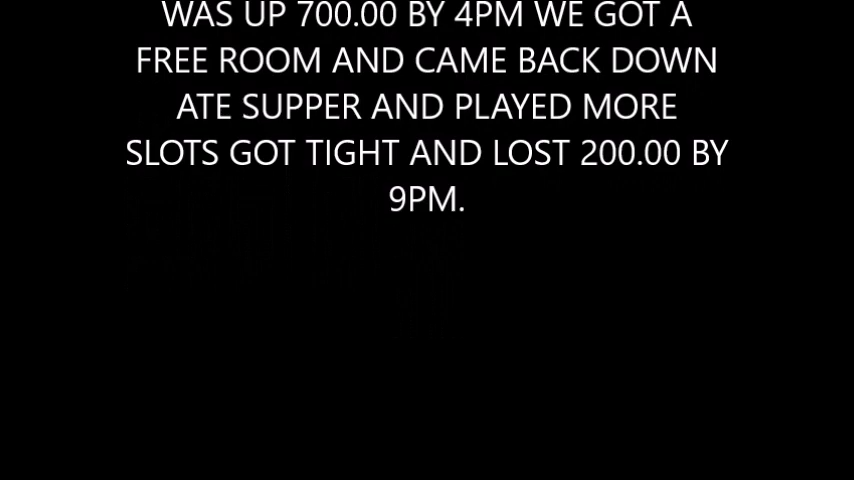 WAS UP 700.00 BY 4PM WE GOT A
FREE ROOM AND CAME BACK DOWN
ATE SUPPER AND PLAYED MORE
SLOTS GOT TIGHT AND LOST 200.00 BY
9PM.